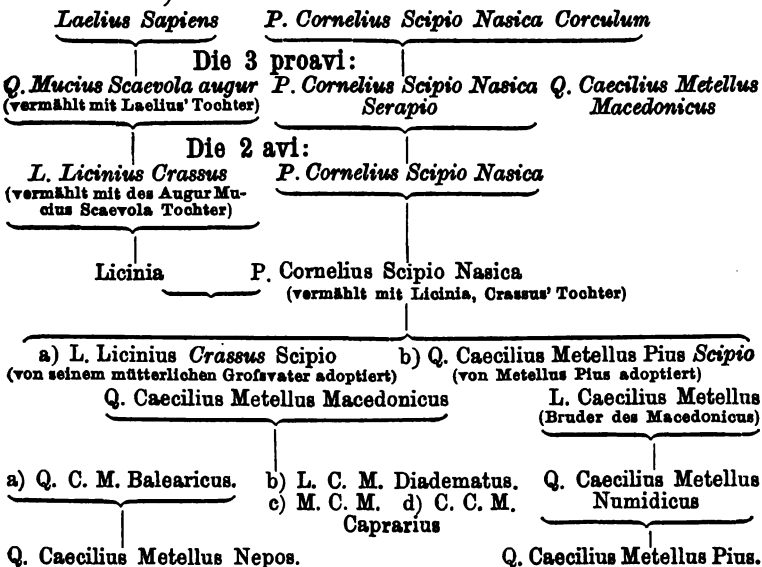 Laelius Sapiens P. Cornelius Scipio Nasica Corculum
Die 3 proavi:
Q. Mucius Scaevola augur P. Cornelius Scipio Nasica Q. Caecilius Metellus
(vermählt mit Laelius' Tochter) Serapio Macedonicus
Die 2 avi:
L. Licinius Crassus P. Cornelius Scipio Nasica
(vermählt mit des Augur Mu-
cius Scaevola Tochter)
Licinia P. Cornelius Scipio Nasica
(vermählt mit Licinia, Crassus' Tochter)
a) L. Licinius Crassus Scipio b) Q. Caecilius Metellus Pius Scipio
(von seinem mütterlichen Grofsvater adoptiert) (von Metellus Pius adoptiert)
Q. Caecilius Metellus Macedonicus L. Caecilius Metellus
(Bruder des Macedonicus)
a) Q. C. M. Balearicus. b) L. C. M. Diadematus. Q. Caecilius Metellus
c) M. C. M. d) C. C. M. Numidicus
Caprarius
Q. Caecilius Metellus Nepos. Q. Caecilius Metellus Pius.